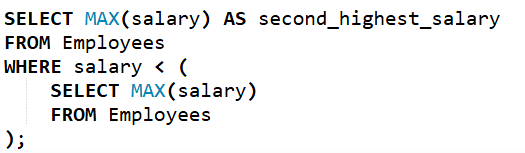 SELECT MAX(salary) AS second_highest_salary
FROM Employees
WHERE salary < (
    SELECT MAX(salary)
    FROM Employees
);